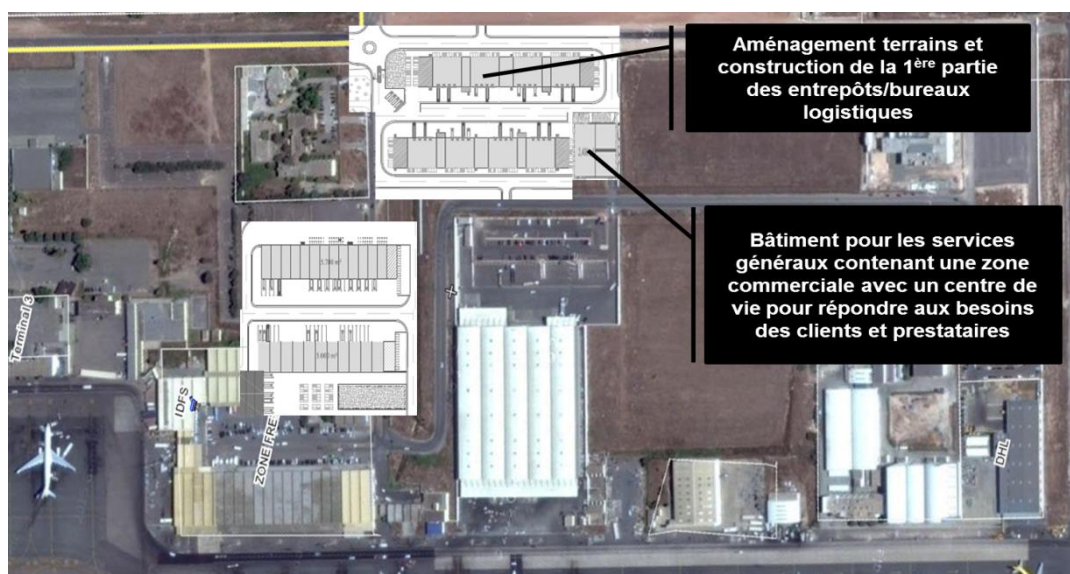 Aménagement terrains et
construction de la 1ère partie
des entrepôts/bureaux
logistiques
Bâtiment pour les services
généraux contenant une zone
commerciale avec un centre de
vie pour répondre aux besoins
des clients et prestataires
Terminal 3
IDFS
ZONE FRE
DHL